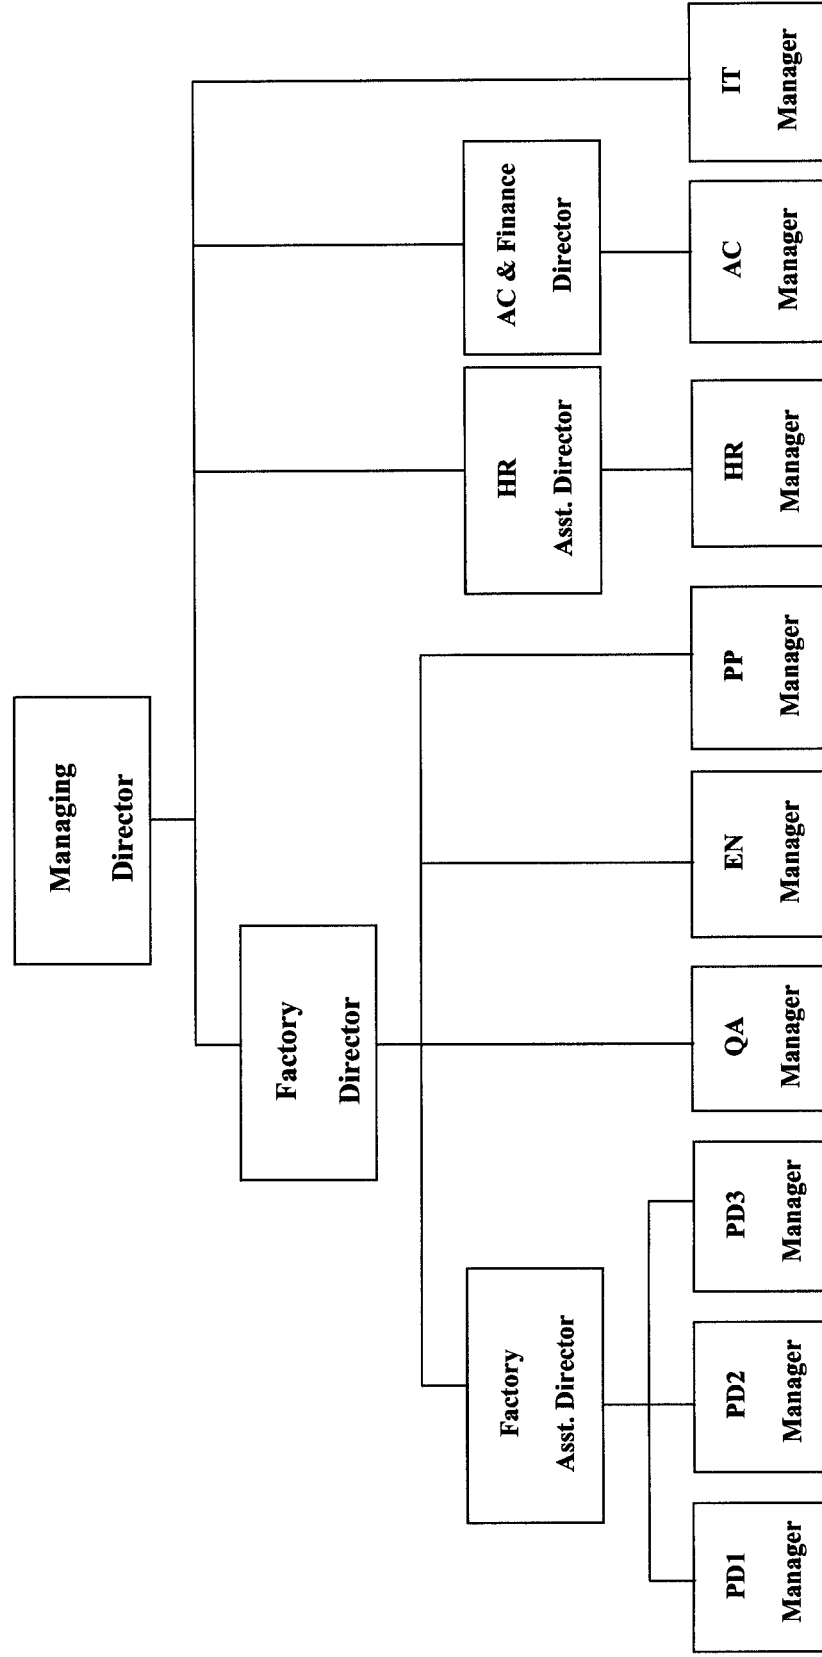 Managing
Director
Factory
Director
Factory
Asst. Director
HR
Asst. Director
AC & Finance
Director
PD1
Manager
PD2
Manager
PD3
Manager
QA
Manager
EN
Manager
PP
Manager
HR
Manager
AC
Manager
IT
Manager